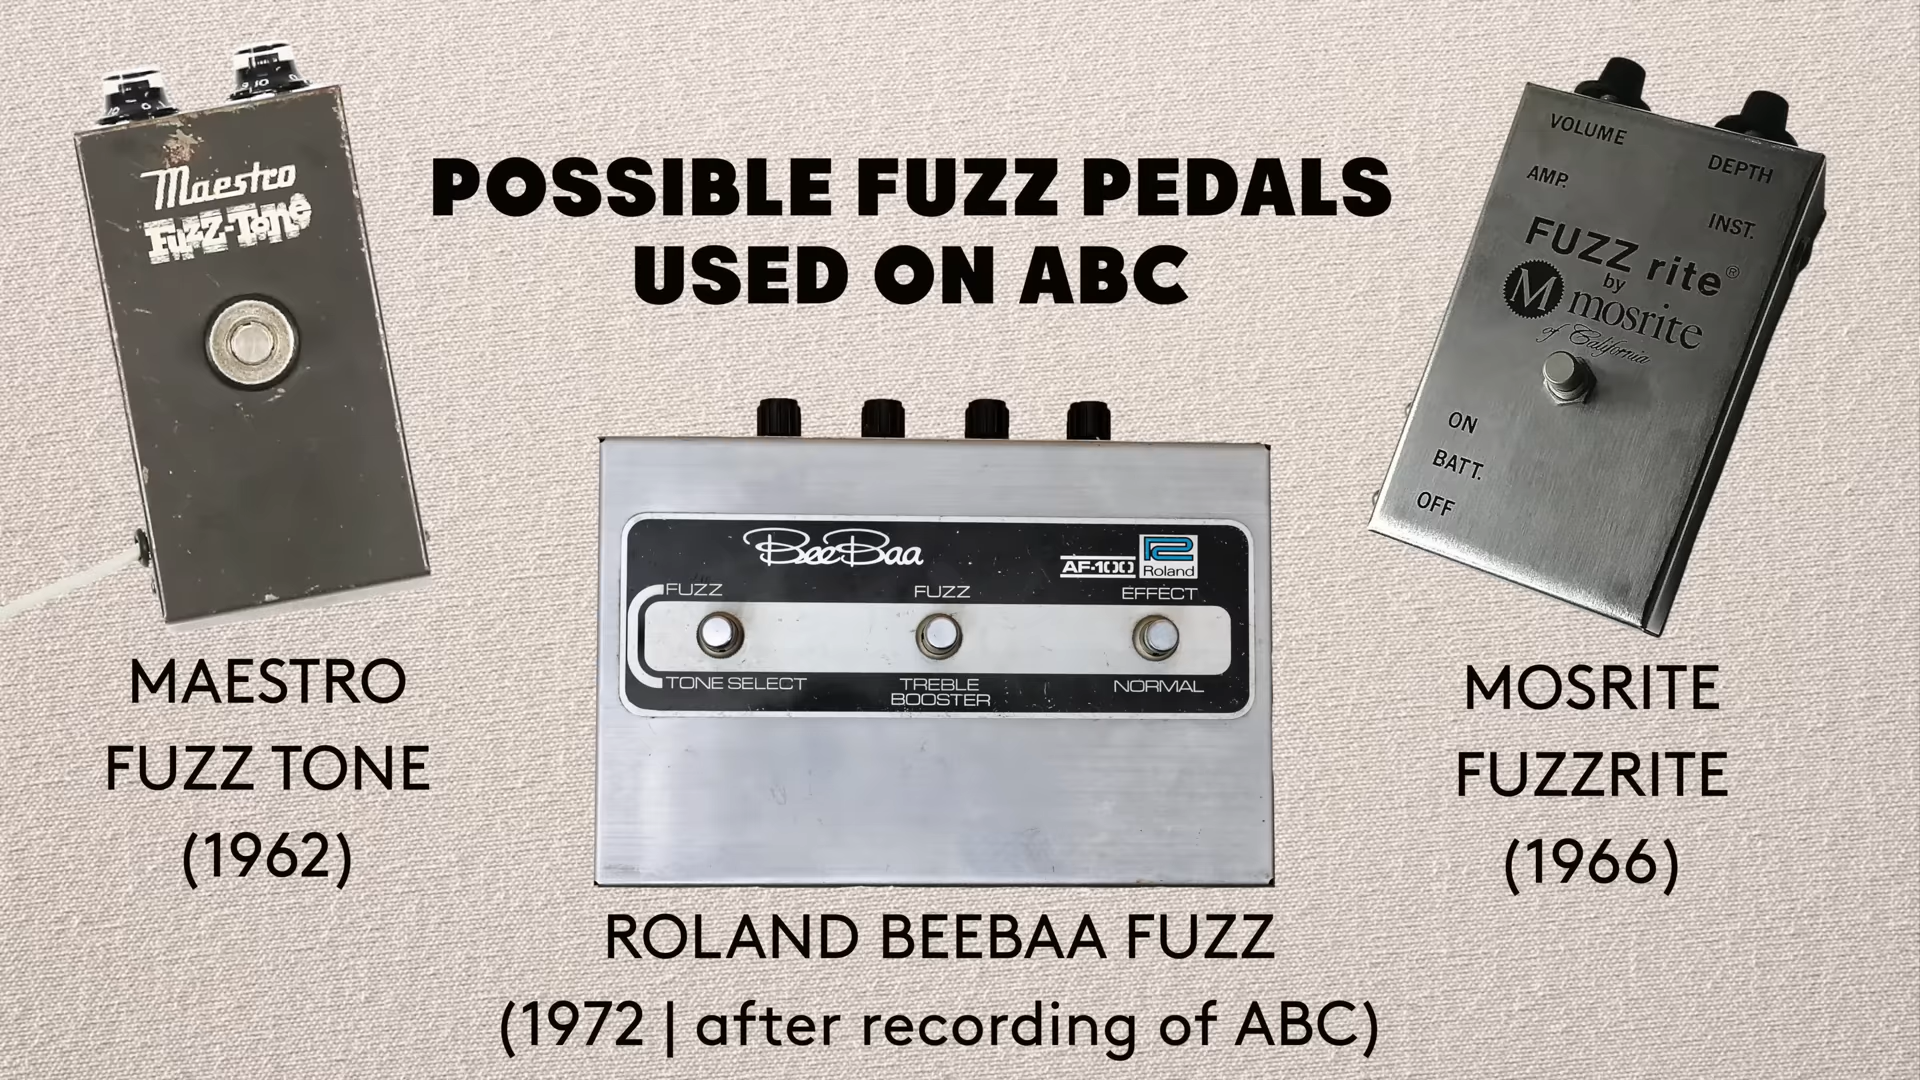 POSSIBLE FUZZ PEDALS
USED ON ABC
Maestro
Fuzz-Tone
MAESTRO
FUZZ TONE
(1962)
BeeBaa
AF-100
Roland
FUZZ
FUZZ
EFFECT
TONE SELECT
TREBLE
BOOSTER
NORMAL
ROLAND BEEBAA FUZZ
(1972 | after recording of ABC)
VOLUME
DEPTH
AMP.
INST.
FUZZ rite®
by
M mosrite
of California
ON
BATT.
OFF
MOSRITE
FUZZRITE
(1966)